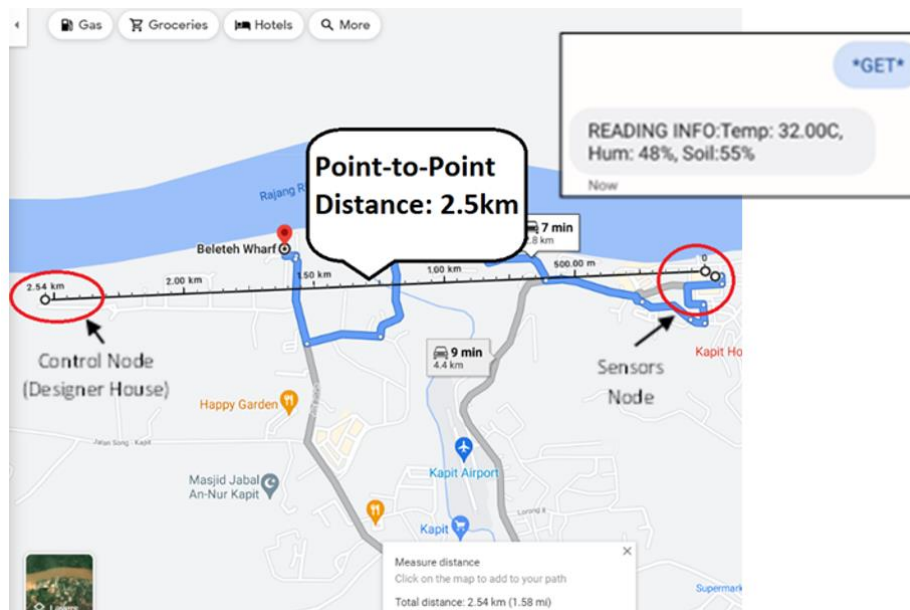 Gas
Groceries
Hotels
More
*GET*
READING INFO:Temp: 32.00C,
Hum: 48%, Soil:55%
Now
Point-to-Point
Distance: 2.5km
Rajang
7 min
2.8 km
Beleteh Wharf
0
500.00 m
1.00 km
1.50 km
2.00 km
2.54 km
Control Node
(Designer House)
Sensors
Node
Kapit Ho
9 min
4.4 km
Happy Garden
Jalan Song - Kapit
Masjid Jabal
An-Nur Kapit
Kapit Airport
Kapit
Measure distance
Click on the map to add to your path
Total distance: 2.54 km (1.58 mi)
Supermark
Layers